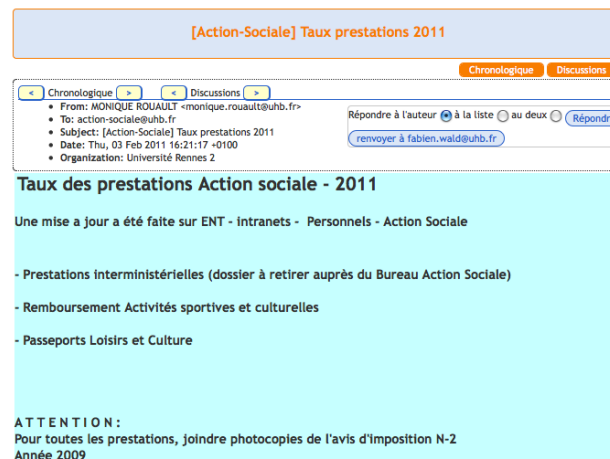 [Action-Sociale] Taux prestations 2011
Chronologique Discussions
< Chronologique > < Discussions >
From: MONIQUE ROUAULT <monique.rouault@uhb.fr>
To: action-sociale@uhb.fr
Subject: [Action-Sociale] Taux prestations 2011
Date: Thu, 03 Feb 2011 16:21:17 +0100
Organization: Université Rennes 2
Répondre à l'auteur à la liste au deux Répondr
renvoyer à fabien.wald@uhb.fr
Taux des prestations Action sociale - 2011
Une mise a jour a été faite sur ENT - intranets - Personnels - Action Sociale
- Prestations interministérielles (dossier à retirer auprès du Bureau Action Sociale)
- Remboursement Activités sportives et culturelles
- Passeports Loisirs et Culture
A T T E N T I O N :
Pour toutes les prestations, joindre photocopies de l'avis d'imposition N-2
Année 2009